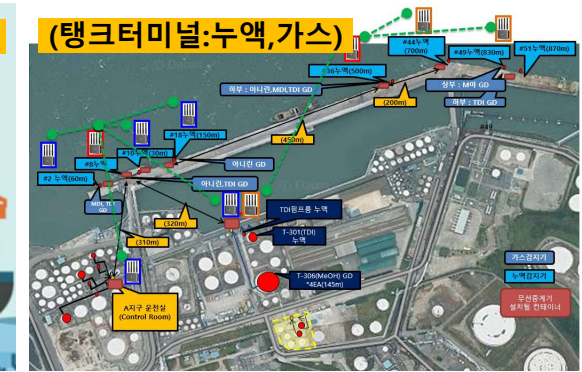 (탱크터미널:누액,가스)
#44누액
(700m)
#49누액(830m)
#51누액(870m)
#36누액(500m)
하부 : 아니린,MDI,TDI GD
상부 : M아 GD
(200m)
하부 : TDI GD
#18누액(150m)
(450m)
#49
#10누액(30m)
#6누액
아니린 GD
#2 누액(60m)
아니린,TDI GD
GD
TDI펌프룸 누액
(320m)
T-301(TDI)
누액
(310m)
가스감지기
T-306(MeOH) GD
*4EA(145m)
누액감지기
무선중계기
설치될 컨테이너
A지구 운전실
(Control Room)